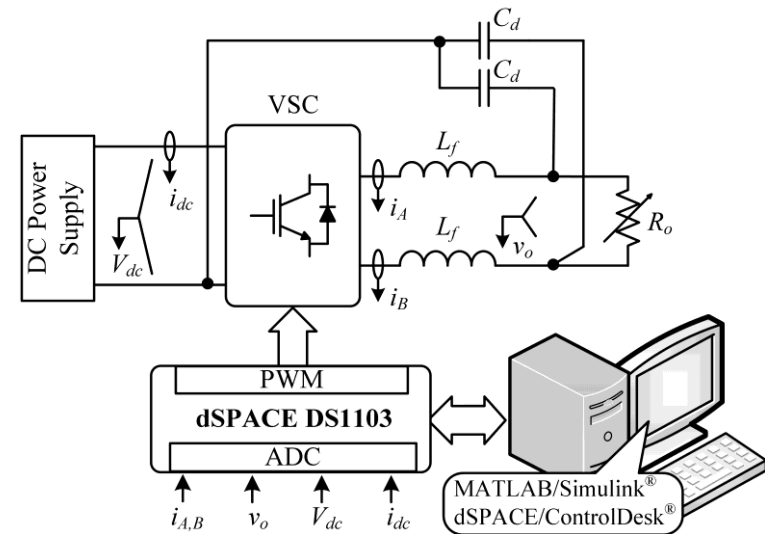 C_d
C_d
VSC
L_f
DC Power
Supply
i_dc
i_A
V_dc
L_f
v_o
R_o
i_B
PWM
dSPACE DS1103
ADC
i_A,B
v_o
V_dc
i_dc
MATLAB/Simulink®
dSPACE/ControlDesk®